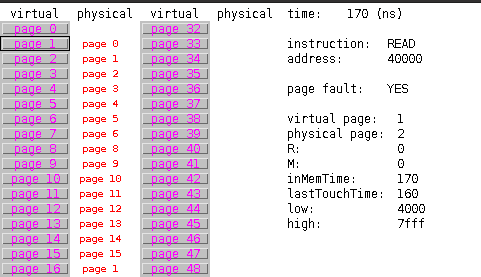 virtual physical virtual physical time: 170 (ns)
page 0 page 32
page 1 page 0 page 33 instruction: READ
page 2 page 1 page 34 address: 40000
page 3 page 2 page 35
page 4 page 3 page 36 page fault: YES
page 5 page 4 page 37
page 6 page 5 page 38 virtual page: 1
page 7 page 6 page 39 physical page: 2
page 8 page 8 page 40 R: 0
page 9 page 9 page 41 M: 0
page 10 page 10 page 42 inMemTime: 170
page 11 page 11 page 43 lastTouchTime: 160
page 12 page 12 page 44 low: 4000
page 13 page 13 page 45 high: 7fff
page 14 page 14 page 46
page 15 page 15 page 47
page 16 page 1 page 48